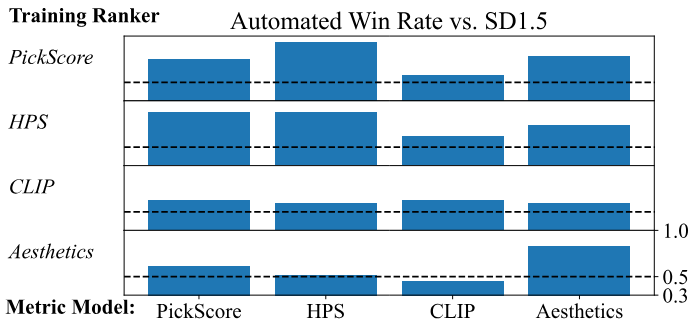 Training Ranker
Automated Win Rate vs. SD1.5
PickScore
HPS
CLIP
Aesthetics
1.0
0.5
0.3
Metric Model: PickScore HPS CLIP Aesthetics